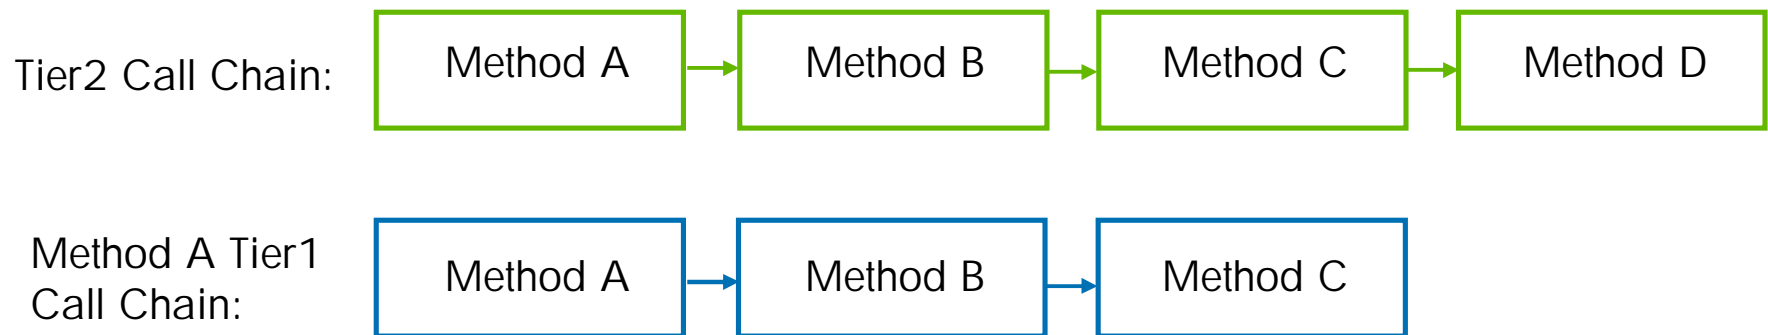 Tier2 Call Chain:
Method A
Method B
Method C
Method D
Method A Tier1
Call Chain:
Method A
Method B
Method C